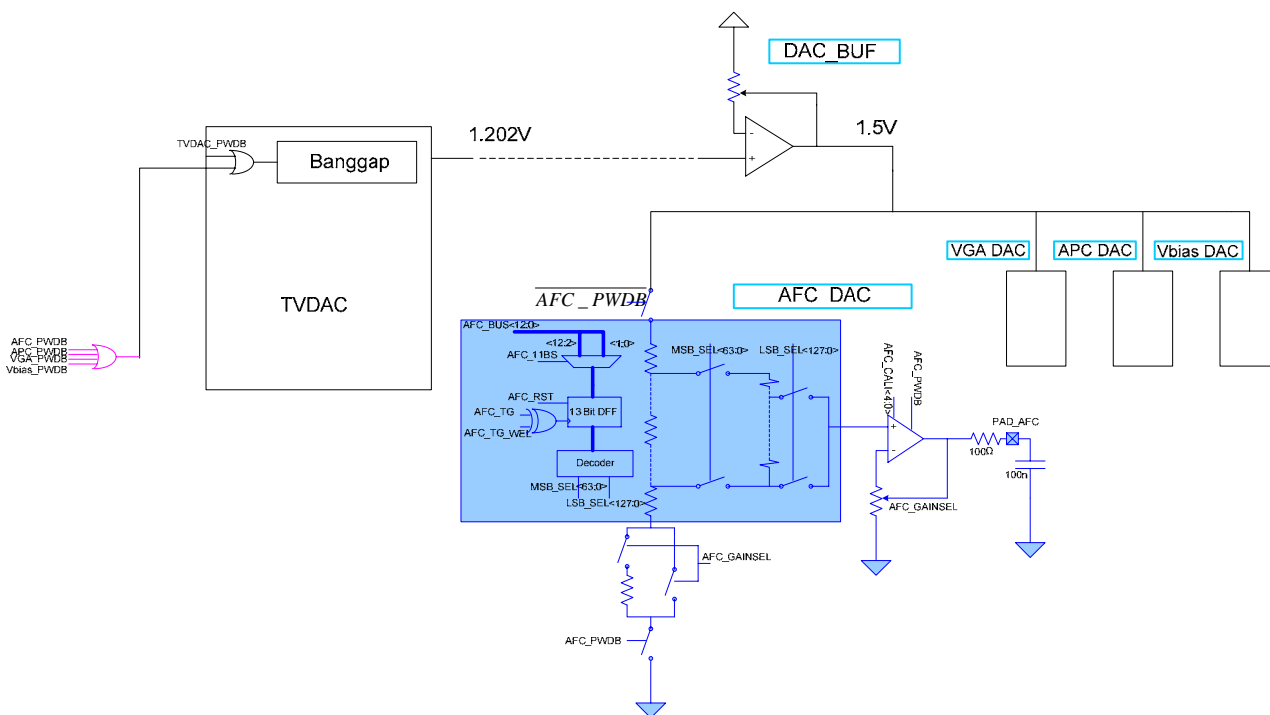 DAC_BUF
1.202V
1.5V
TVDAC_PWDB
Banggap
TVDAC
AFC_PWDB
APC_PWDB
VGA_PWDB
Vbias_PWDB
VGA DAC
APC DAC
Vbias DAC
AFC_PWDB
AFC DAC
AFC_BUS<12:0>
<12:2>
<1:0>
AFC_11BS
MSB_SEL<63:0>
LSB_SEL<127:0>
AFC_RST
13 Bit DFF
AFC_TG
AFC_TG_WEL
Decoder
MSB_SEL<63:0>
LSB_SEL<127:0>
AFC_CALI<4:0>
AFC_PWDB
+
-
-
+
PAD_AFC
100Ω
100n
AFC_GAINSEL
AFC_GAINSEL
AFC_PWDB